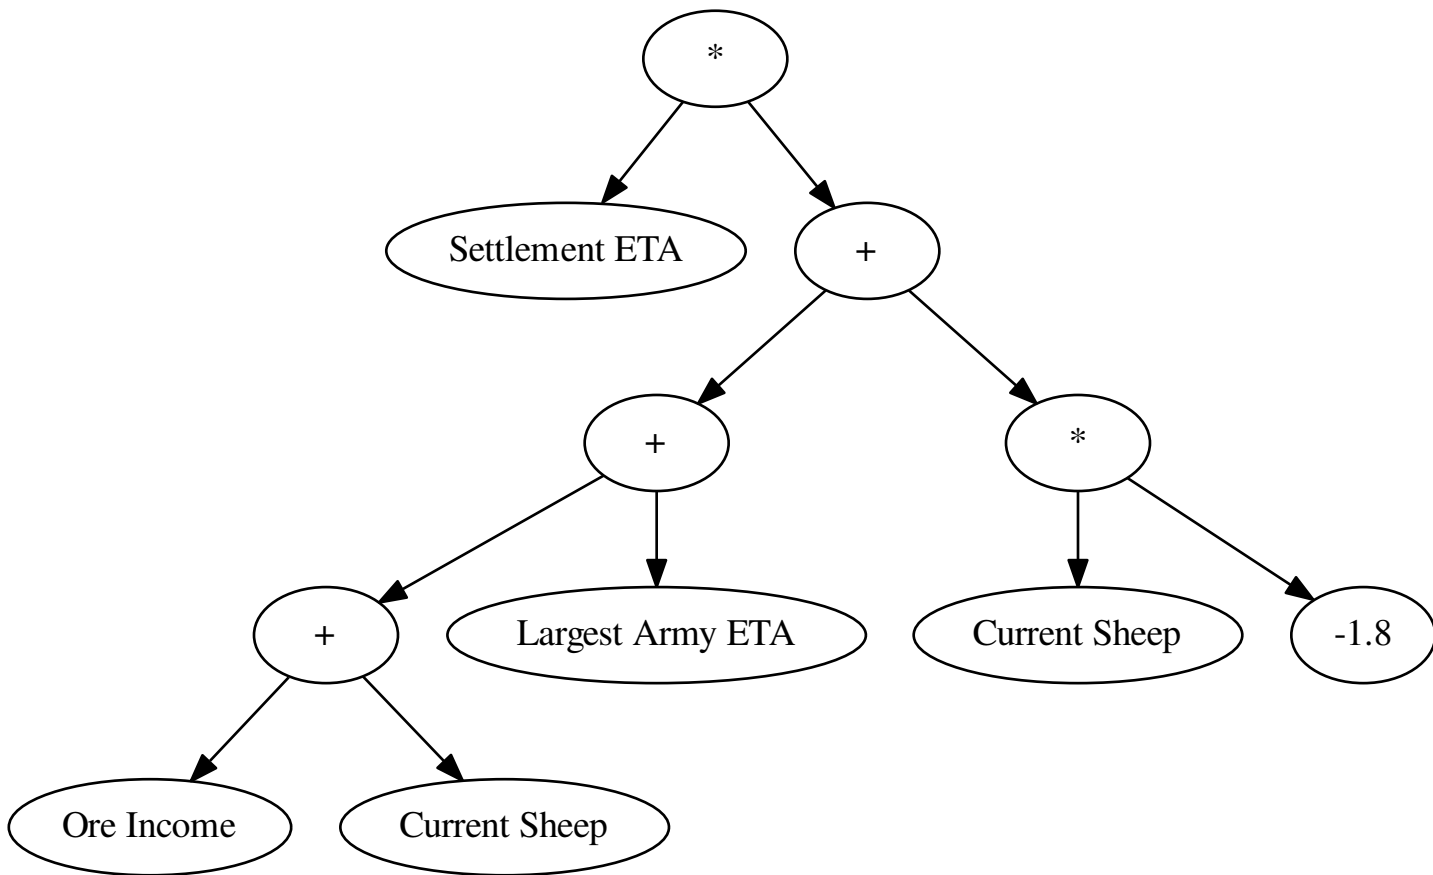 *
Settlement ETA
+
+
*
+
Largest Army ETA
Current Sheep
-1.8
Ore Income
Current Sheep